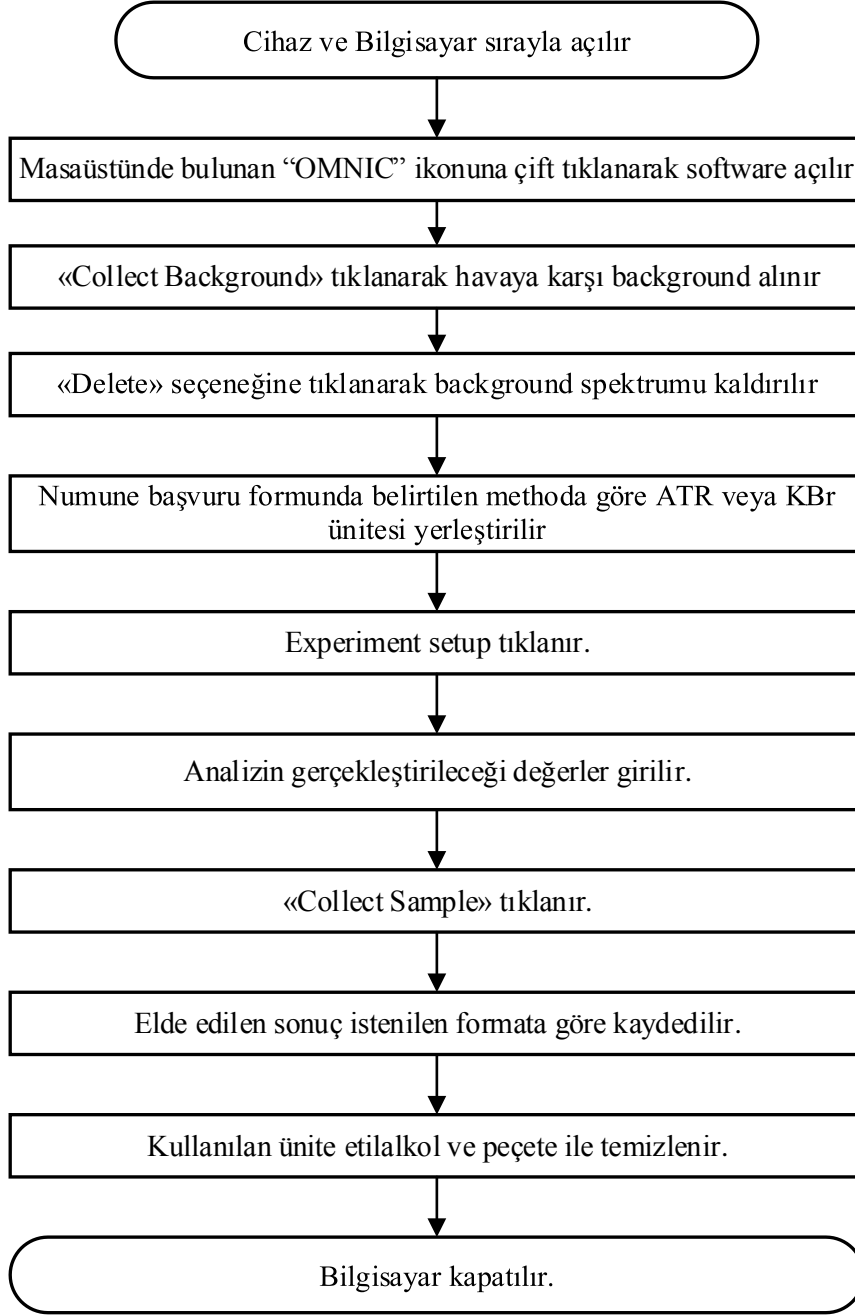 Cihaz ve Bilgisayar sırayla açılır
Masaüstünde bulunan “OMNIC” ikonuna çift tıklanarak software açılır
«Collect Background» tıklanarak havaya karşı background alınır
«Delete» seçeneğine tıklanarak background spektrumu kaldırılır
Numune başvuru formunda belirtilen methoda göre ATR veya KBr
ünitesi yerleştirilir
Experiment setup tıklanır.
Analizin gerçekleştirileceği değerler girilir.
«Collect Sample» tıklanır.
Elde edilen sonuç istenilen formata göre kaydedilir.
Kullanılan ünite etilalkol ve peçete ile temizlenir.
Bilgisayar kapatılır.